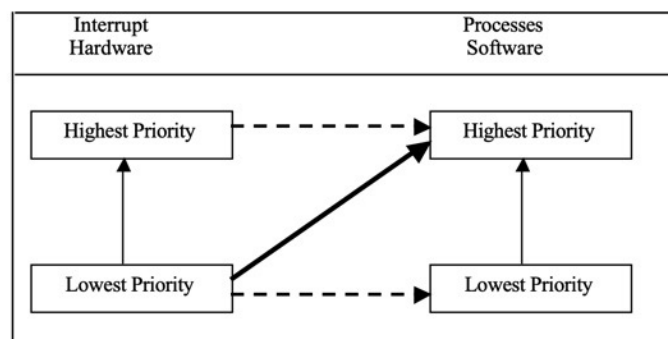 Interrupt
Hardware
Processes
Software
Highest Priority
Highest Priority
Lowest Priority
Lowest Priority